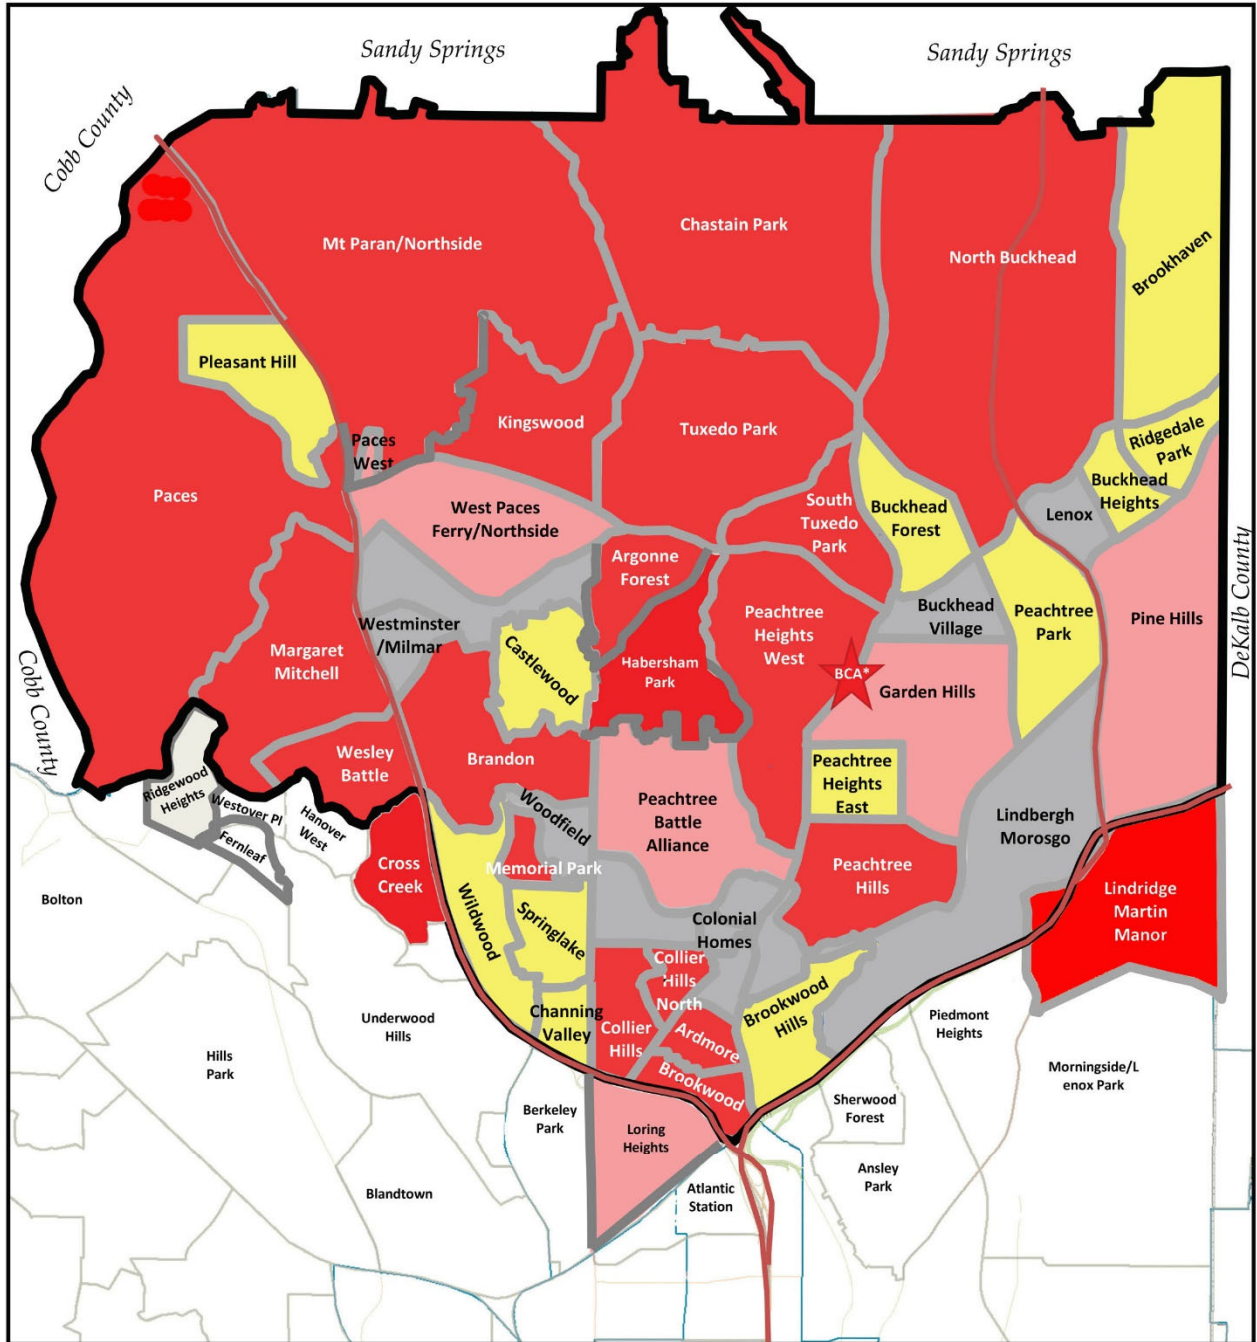 Sandy Springs
Sandy Springs
Cobb County
Chastain Park
Mt Paran/Northside
North Buckhead
Brookhaven
Pleasant Hill
Kingswood
Tuxedo Park
Paces
West
Ridgedale
Park
Buckhead
Heights
Paces
West Paces
Ferry/Northside
South
Tuxedo
Park
Buckhead
Forest
Lenox
DeKalb County
Argonne
Forest
Buckhead
Village
Peachtree
Park
Pine Hills
Westminster
/Milmar
Peachtree
Heights
West
Margaret
Mitchell
Castlewood
Habersham
Park
BCA*
Garden Hills
Cobb County
Wesley
Battle
Brandon
Peachtree
Heights
East
Ridgewood
Heights
Westover Pl
Hanover
West
Fernleaf
Woodfield
Peachtree
Battle
Alliance
Lindbergh
Morosgo
Cross
Creek
Memorial Park
Peachtree
Hills
Lindridge
Martin
Manor
Bolton
Wildwood
Springlake
Colonial
Homes
Collier
Hills
North
Brookwood
Hills
Channing
Valley
Collier
Hills
Ardmore
Underwood
Hills
Piedmont
Heights
Hills
Park
Brookwood
Morningside/L
enox Park
Berkeley
Park
Loring
Heights
Sherwood
Forest
Blandtown
Atlantic
Station
Ansley
Park